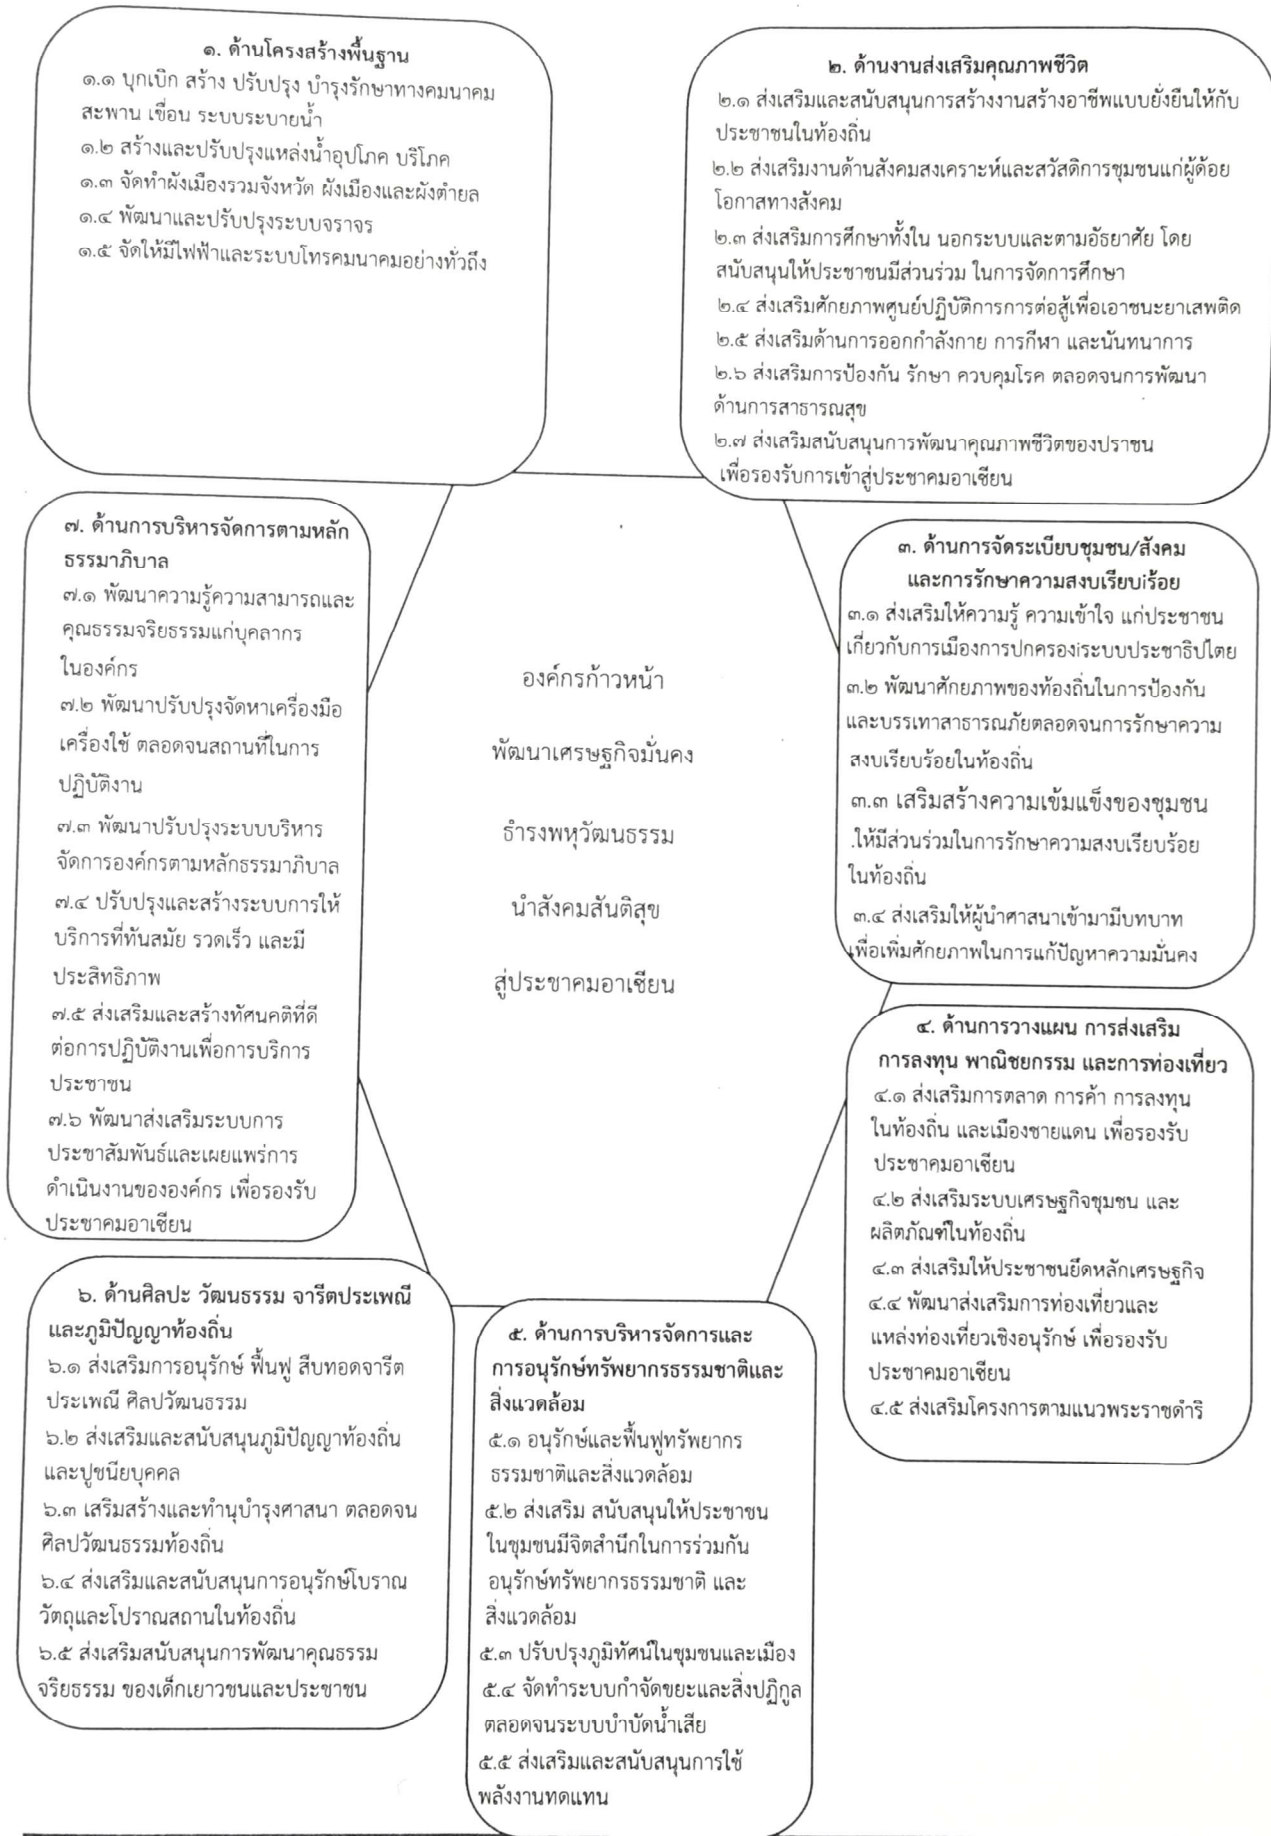 ๑. ด้านโครงสร้างพื้นฐาน
๑.๑ บุกเบิก สร้าง ปรับปรุง บำรุงรักษาทางคมนาคม
สะพาน เขื่อน ระบบระบายน้ำ
๑.๒ สร้างและปรับปรุงแหล่งน้ำอุปโภค บริโภค
๑.๓ จัดทำผังเมืองรวมจังหวัด ผังเมืองและผังตำบล
๑.๔ พัฒนาและปรับปรุงระบบจราจร
๑.๕ จัดให้มีไฟฟ้าและระบบโทรคมนาคมอย่างทั่วถึง
๒. ด้านงานส่งเสริมคุณภาพชีวิต
๒.๑ ส่งเสริมและสนับสนุนการสร้างงานสร้างอาชีพแบบยั่งยืนให้กับ
ประชาชนในท้องถิ่น
๒.๒ ส่งเสริมงานด้านสังคมสงเคราะห์และสวัสดิการชุมชนแก่ผู้ด้อย
โอกาสทางสังคม
๒.๓ ส่งเสริมการศึกษาทั้งใน นอกระบบและตามอัธยาศัย โดย
สนับสนุนให้ประชาชนมีส่วนร่วม ในการจัดการศึกษา
๒.๔ ส่งเสริมศักยภาพศูนย์ปฏิบัติการการต่อสู้เพื่อเอาชนะยาเสพติด
๒.๕ ส่งเสริมด้านการออกกำลังกาย การกีฬา และนันทนาการ
๒.๖ ส่งเสริมการป้องกัน รักษา ควบคุมโรค ตลอดจนการพัฒนา
ด้านการสาธารณสุข
๒.๗ ส่งเสริมสนับสนุนการพัฒนาคุณภาพชีวิตของปราชน
เพื่อรองรับการเข้าสู่ประชาคมอาเซียน
๓. ด้านการจัดระเบียบชุมชน/สังคม
และการรักษาความสงบเรียบร้อย
๓.๑ ส่งเสริมให้ความรู้ ความเข้าใจ แก่ประชาชน
เกี่ยวกับการเมืองการปกครองระบบประชาธิปไตย
๓.๒ พัฒนาศักยภาพของท้องถิ่นในการป้องกัน
และบรรเทาสาธารณภัยตลอดจนการรักษาความ
สงบเรียบร้อยในท้องถิ่น
๓.๓ เสริมสร้างความเข้มแข็งของชุมชน
.ให้มีส่วนร่วมในการรักษาความสงบเรียบร้อย
ในท้องถิ่น
๓.๔ ส่งเสริมให้ผู้นำศาสนาเข้ามามีบทบาท
เพื่อเพิ่มศักยภาพในการแก้ปัญหาความมั่นคง
๔. ด้านการวางแผน การส่งเสริม
การลงทุน พาณิชยกรรม และการท่องเที่ยว
๔.๑ ส่งเสริมการตลาด การค้า การลงทุน
ในท้องถิ่น และเมืองชายแดน เพื่อรองรับ
ประชาคมอาเซียน
๔.๒ ส่งเสริมระบบเศรษฐกิจชุมชน และ
ผลิตภัณฑ์ในท้องถิ่น
๔.๓ ส่งเสริมให้ประชาชนยึดหลักเศรษฐกิจ
๔.๔ พัฒนาส่งเสริมการท่องเที่ยวและ
แหล่งท่องเที่ยวเชิงอนุรักษ์ เพื่อรองรับ
ประชาคมอาเซียน
๔.๕ ส่งเสริมโครงการตามแนวพระราชดำริ
๕. ด้านการบริหารจัดการและ
การอนุรักษ์ทรัพยากรธรรมชาติและ
สิ่งแวดล้อม
๕.๑ อนุรักษ์และฟื้นฟูทรัพยากร
ธรรมชาติและสิ่งแวดล้อม
๕.๒ ส่งเสริม สนับสนุนให้ประชาชน
ในชุมชนมีจิตสำนึกในการร่วมกัน
อนุรักษ์ทรัพยากรธรรมชาติ และ
สิ่งแวดล้อม
๕.๓ ปรับปรุงภูมิทัศน์ในชุมชนและเมือง
๕.๔ จัดทำระบบกำจัดขยะและสิ่งปฏิกูล
ตลอดจนระบบบำบัดน้ำเสีย
๕.๕ ส่งเสริมและสนับสนุนการใช้
พลังงานทดแทน
๖. ด้านศิลปะ วัฒนธรรม จารีตประเพณี
และภูมิปัญญาท้องถิ่น
๖.๑ ส่งเสริมการอนุรักษ์ ฟื้นฟู สืบทอดจารีต
ประเพณี ศิลปวัฒนธรรม
๖.๒ ส่งเสริมและสนับสนุนภูมิปัญญาท้องถิ่น
และปูชนียบุคคล
๖.๓ เสริมสร้างและทำนุบำรุงศาสนา ตลอดจน
ศิลปวัฒนธรรมท้องถิ่น
๖.๔ ส่งเสริมและสนับสนุนการอนุรักษ์โบราณ
วัตถุและโบราณสถานในท้องถิ่น
๖.๕ ส่งเสริมสนับสนุนการพัฒนาคุณธรรม
จริยธรรม ของเด็กเยาวชนและประชาชน
๗. ด้านการบริหารจัดการตามหลัก
ธรรมาภิบาล
๗.๑ พัฒนาความรู้ความสามารถและ
คุณธรรมจริยธรรมแก่บุคลากร
ในองค์กร
๗.๒ พัฒนาปรับปรุงจัดหาเครื่องมือ
เครื่องใช้ ตลอดจนสถานที่ในการ
ปฏิบัติงาน
๗.๓ พัฒนาปรับปรุงระบบบริหาร
จัดการองค์กรตามหลักธรรมาภิบาล
๗.๔ ปรับปรุงและสร้างระบบการให้
บริการที่ทันสมัย รวดเร็ว และมี
ประสิทธิภาพ
๗.๕ ส่งเสริมและสร้างทัศนคติที่ดี
ต่อการปฏิบัติงานเพื่อการบริการ
ประชาชน
๗.๖ พัฒนาส่งเสริมระบบการ
ประชาสัมพันธ์และเผยแพร่การ
ดำเนินงานขององค์กร เพื่อรองรับ
ประชาคมอาเซียน
องค์กรก้าวหน้า
พัฒนาเศรษฐกิจมั่นคง
ธำรงพหุวัฒนธรรม
นำสังคมสันติสุข
สู่ประชาคมอาเซียน